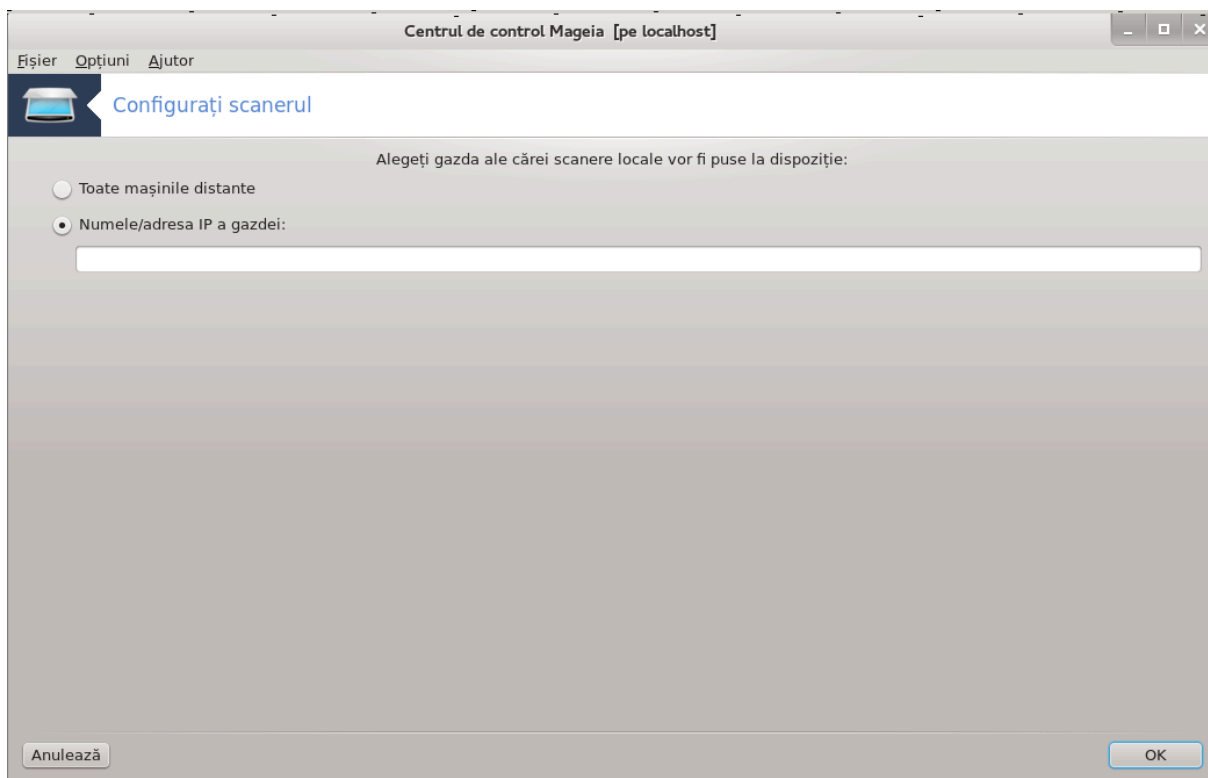 Centrul de control Mageia [pe localhost]
Fișier Opțiuni Ajutor
Configurați scanerul
Alegeți gazda ale cărei scanere locale vor fi puse la dispoziție:
Toate mașinile distante
Numele/adresa IP a gazdei:
Anulează OK